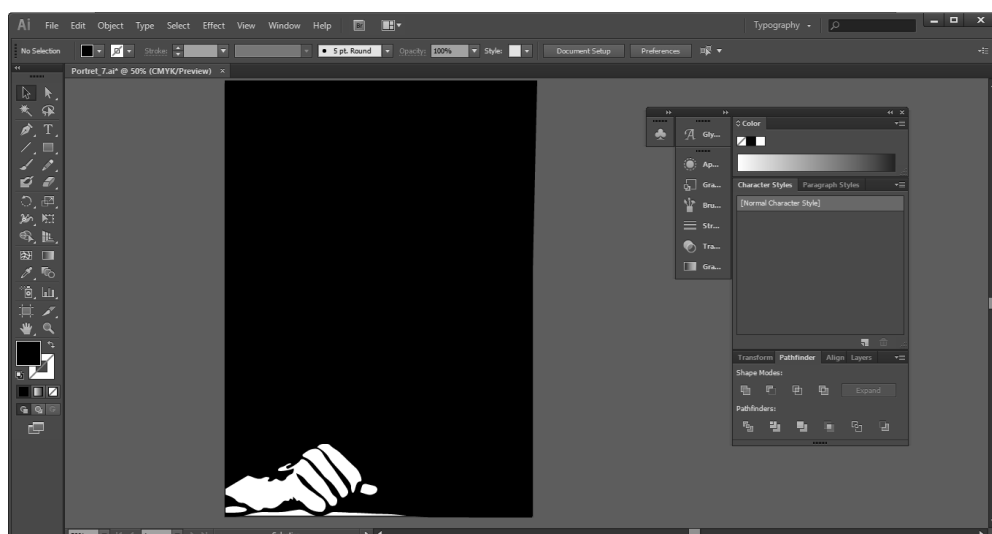 Ai File Edit Object Type Select Effect View Window Help Br Typography
No Selection Stroke: 5 pt. Round Opacity: 100% Style: Document Setup Preferences
Portret_7.ai* @ 50% (CMYK/Preview) ×
Color
Gly...
Ap...
Gra...
Bru...
Str...
Tra...
Gra...
Character Styles Paragraph Styles
[Normal Character Style]
Transform Pathfinder Align Layers
Shape Modes:
Expand
Pathfinders: